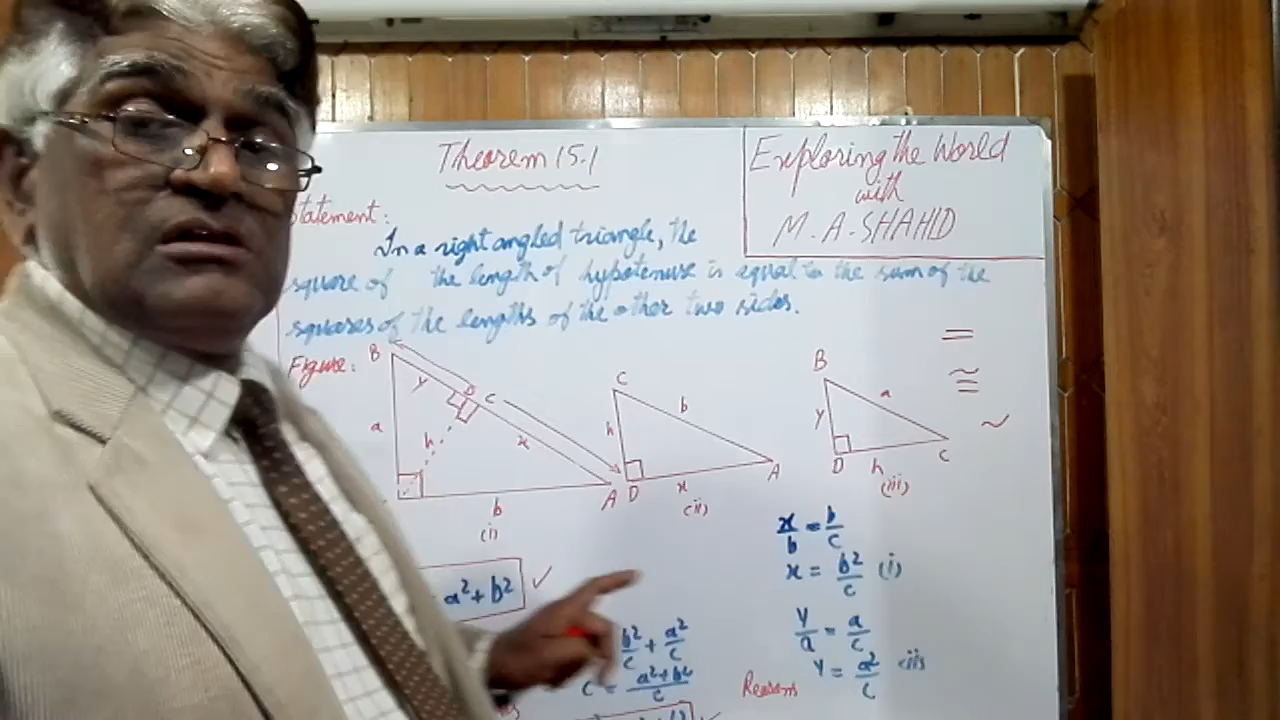 Theorem 15.1
Exploring the World
with
M. A. SHAHID
Statement:
In a right angled triangle, the
square of the length of hypotenuse is equal to the sum of the
squares of the lengths of the other two sides.
Figure:
B
y
D
c
a
h
x
b
A
(i)
C
h
b
D
x
A
(ii)
B
y
a
D
h
C
(iii)
=
≅
~
x/b = b/c
x = b²/c (i)
y/a = a/c
y = a²/c (ii)
a² + b² ✓
b²/c + a²/c
c = a²+b²/c
Reasons